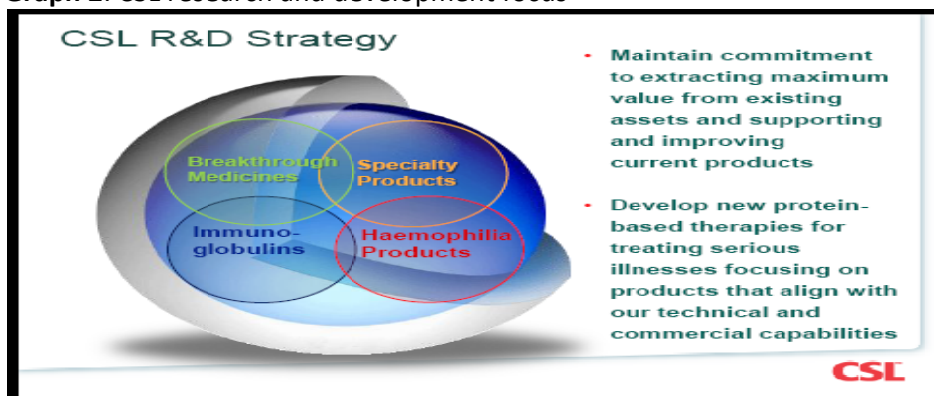 CSL R&D Strategy
Breakthrough
Medicines
Specialty
Products
Immuno-
globulins
Haemophilia
Products
• Maintain commitment
to extracting maximum
value from existing
assets and supporting
and improving
current products
• Develop new protein-
based therapies for
treating serious
illnesses focusing on
products that align with
our technical and
commercial capabilities
CSL